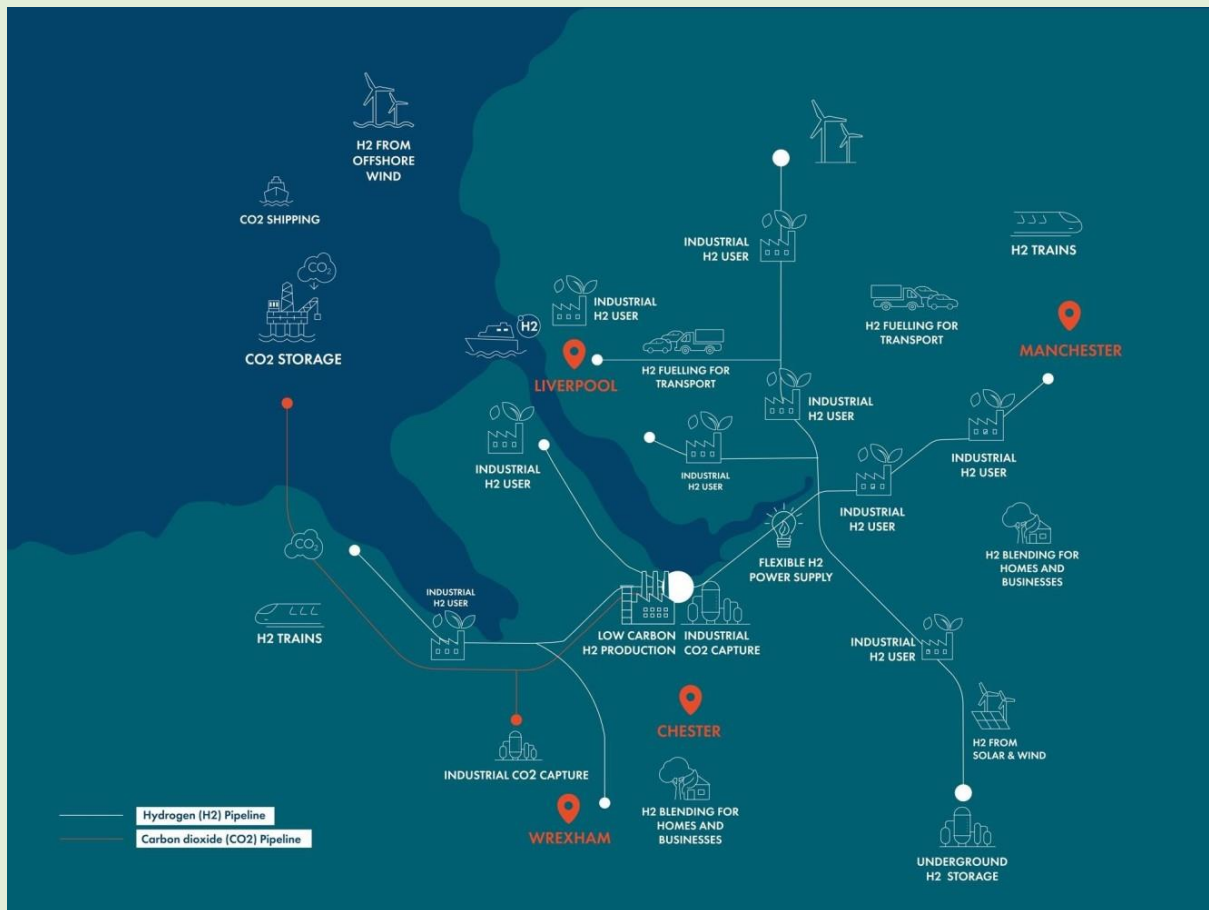 H2 FROM
OFFSHORE
WIND
CO2 SHIPPING
CO2
CO2 STORAGE
H2
INDUSTRIAL
H2 USER
LIVERPOOL
H2 FUELLING FOR
TRANSPORT
INDUSTRIAL
H2 USER
H2 TRAINS
H2 FUELLING FOR
TRANSPORT
MANCHESTER
INDUSTRIAL
H2 USER
INDUSTRIAL
H2 USER
INDUSTRIAL
H2 USER
INDUSTRIAL
H2 USER
INDUSTRIAL
H2 USER
FLEXIBLE H2
POWER SUPPLY
H2 BLENDING FOR
HOMES AND
BUSINESSES
CO2
INDUSTRIAL
H2 USER
H2 TRAINS
LOW CARBON
H2 PRODUCTION
INDUSTRIAL
CO2 CAPTURE
INDUSTRIAL
H2 USER
CHESTER
H2 FROM
SOLAR & WIND
INDUSTRIAL CO2 CAPTURE
WREXHAM
H2 BLENDING FOR
HOMES AND
BUSINESSES
UNDERGROUND
H2 STORAGE
Hydrogen (H2) Pipeline
Carbon dioxide (CO2) Pipeline